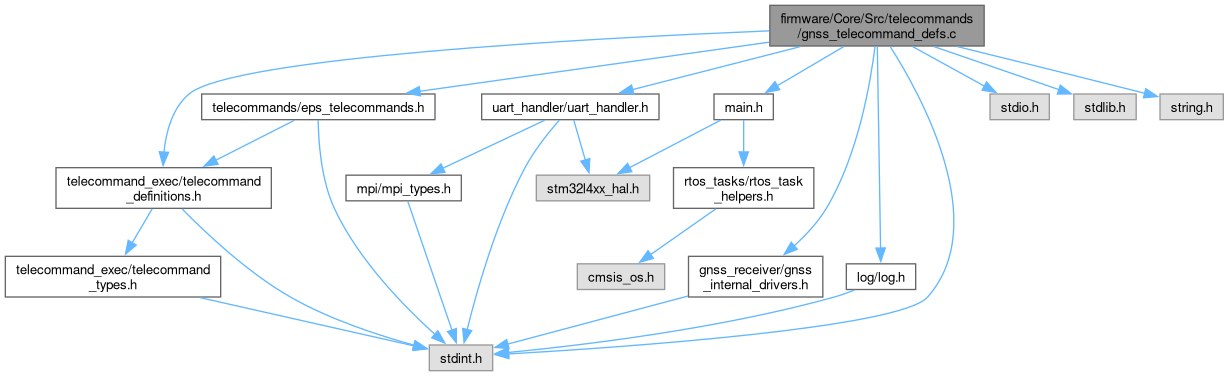 firmware/Core/Src/telecommands
/gnss_telecommand_defs.c
telecommands/eps_telecommands.h
uart_handler/uart_handler.h
main.h
stdio.h
stdlib.h
string.h
telecommand_exec/telecommand
_definitions.h
mpi/mpi_types.h
stm32l4xx_hal.h
rtos_tasks/rtos_task
_helpers.h
telecommand_exec/telecommand
_types.h
cmsis_os.h
gnss_receiver/gnss
_internal_drivers.h
log/log.h
stdint.h